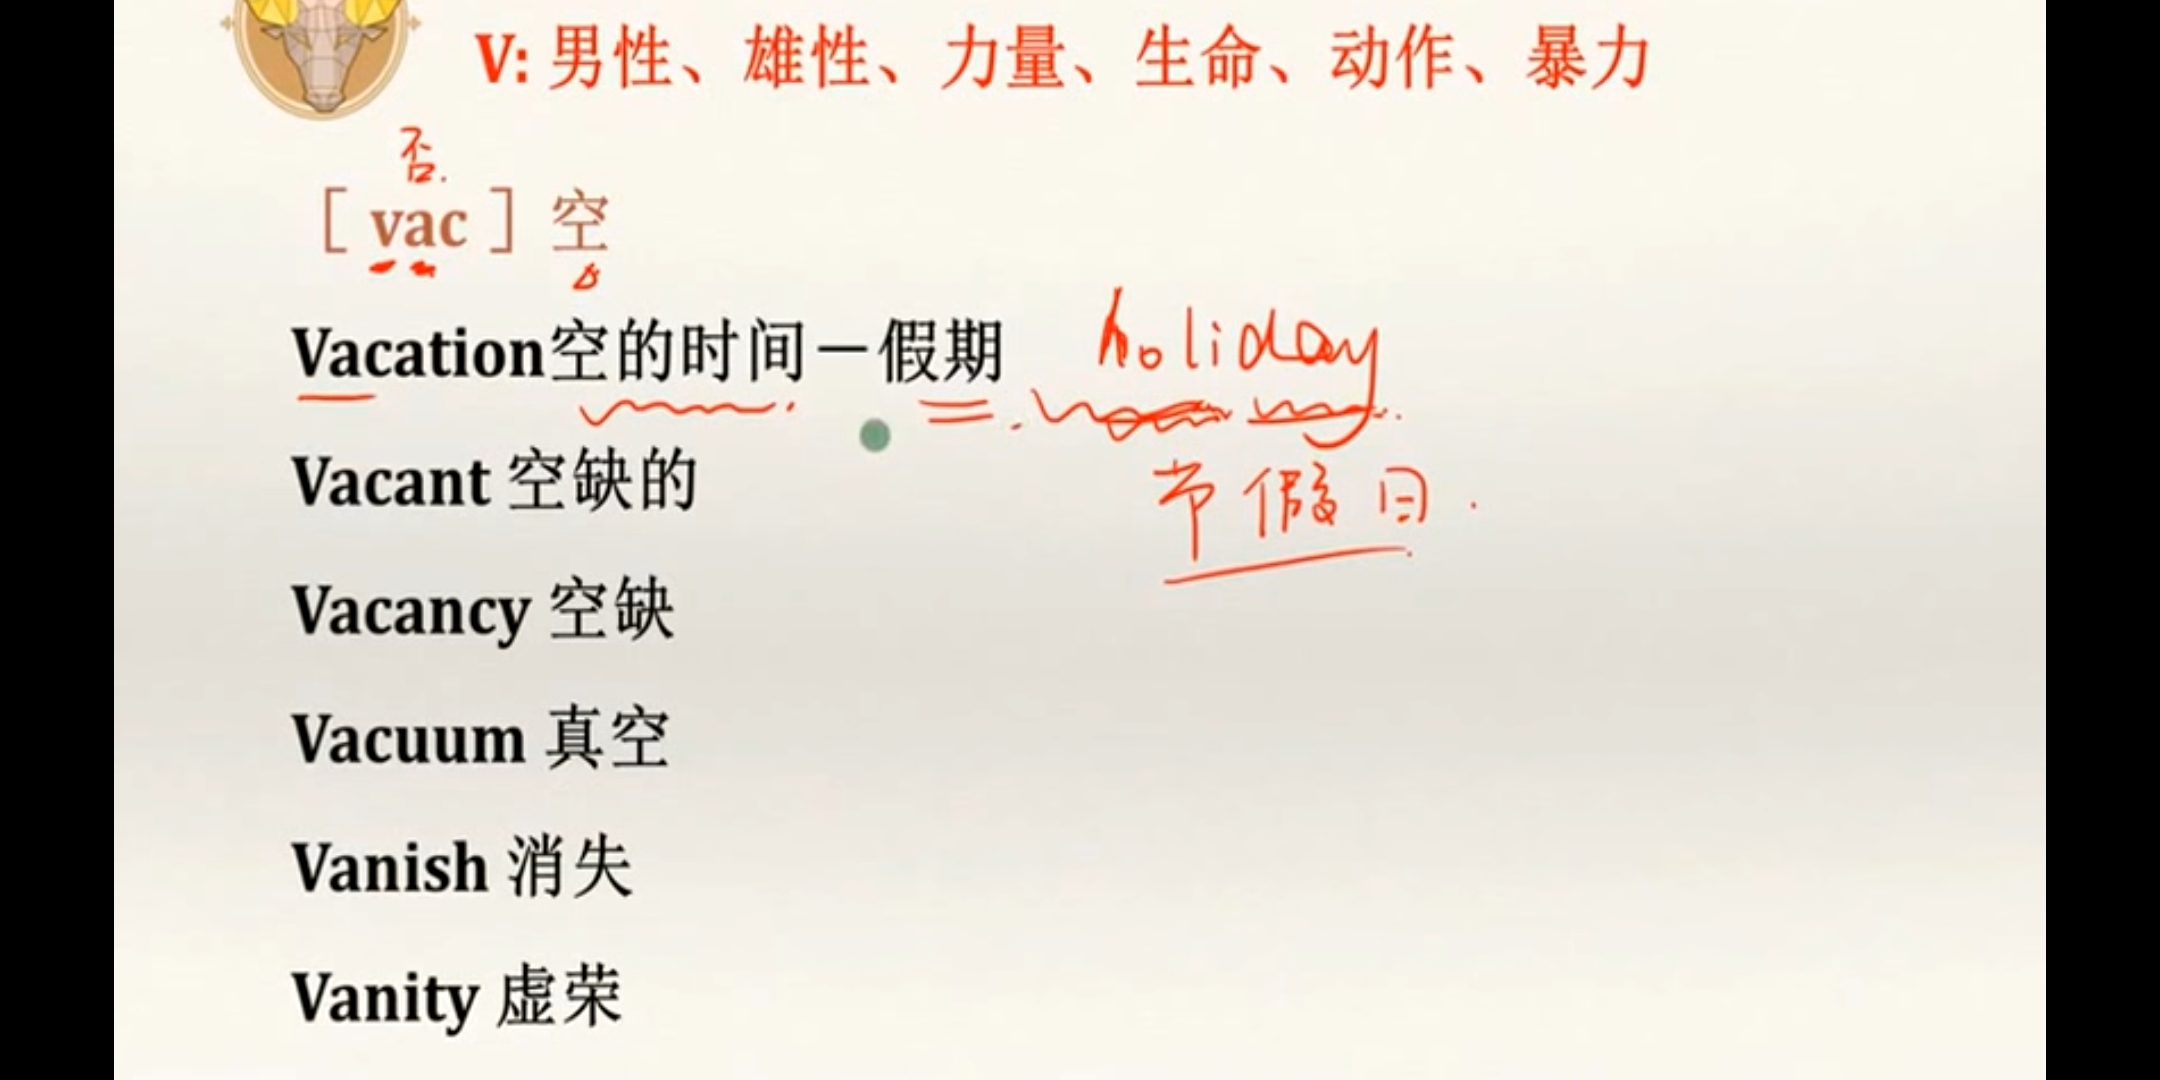 V: 男性、雄性、力量、生命、动作、暴力
否.
[ vac ] 空
Vacation空的时间—假期 holiday
节假日.
Vacant 空缺的
Vacancy 空缺
Vacuum 真空
Vanish 消失
Vanity 虚荣